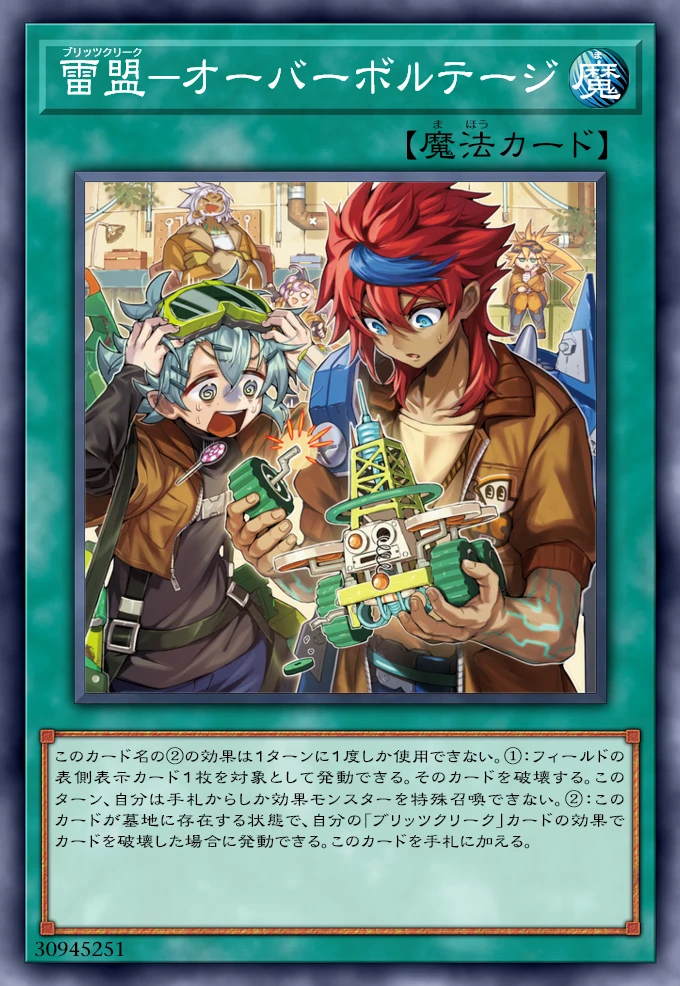 ブリッツクリーク
雷盟-オーバーボルテージ
ま
魔
ま ほう
【魔法カード】
このカード名の②の効果は1ターンに1度しか使用できない。①:フィールドの
表側表示カード1枚を対象として発動できる。そのカードを破壊する。この
ターン、自分は手札からしか効果モンスターを特殊召喚できない。②:この
カードが墓地に存在する状態で、自分の「ブリッツクリーク」カードの効果で
カードを破壊した場合に発動できる。このカードを手札に加える。
30945251